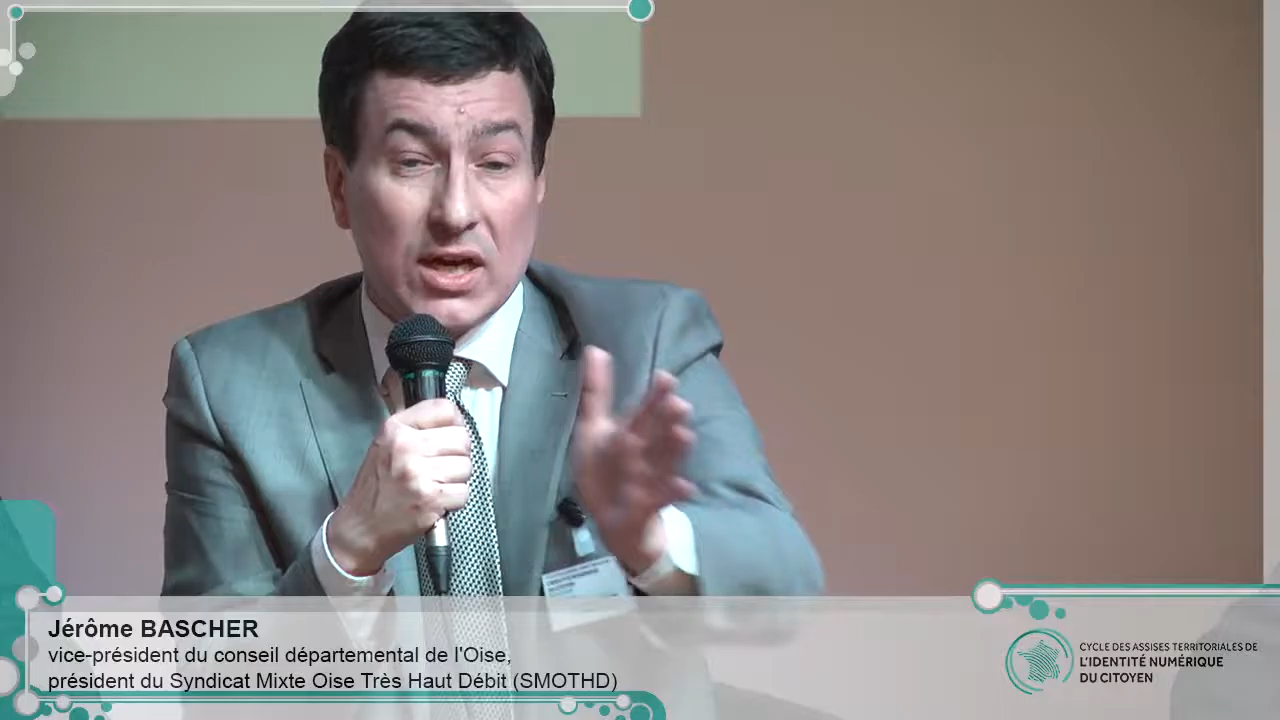 Jérôme BASCHER
vice-président du conseil départemental de l'Oise,
président du Syndicat Mixte Oise Très Haut Débit (SMOTHD)
CYCLE DES ASSISES TERRITORIALES DE
L'IDENTITÉ NUMÉRIQUE
DU CITOYEN